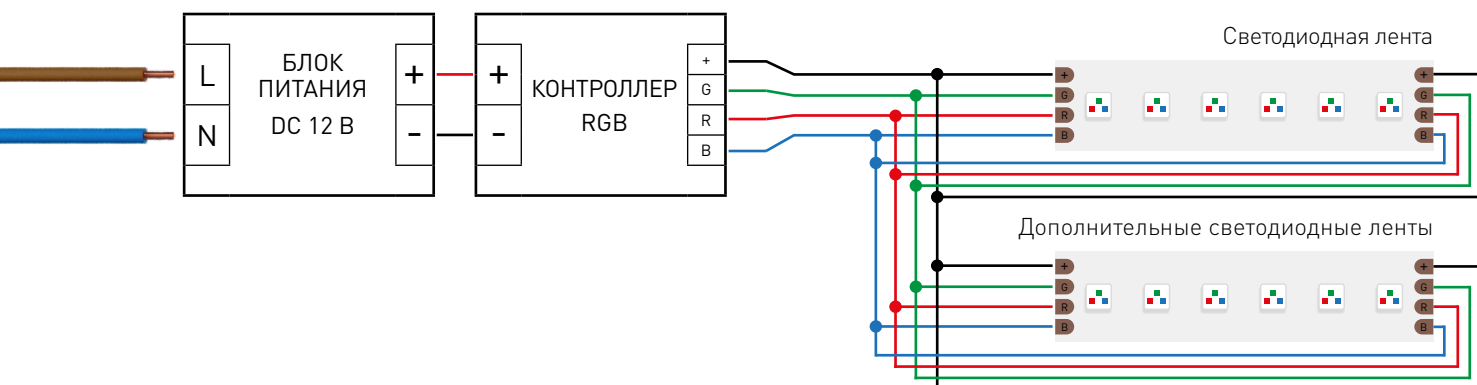 Светодиодная лента
L
N
БЛОК
ПИТАНИЯ
DC 12 В
+
-
+
-
КОНТРОЛЛЕР
RGB
+
G
R
B
+
G
R
B
+
G
R
B
Дополнительные светодиодные ленты
+
G
R
B
+
G
R
B